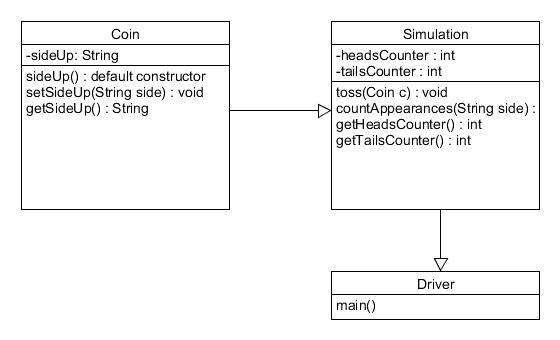 Coin
-sideUp: String
sideUp() : default constructor
setSideUp(String side) : void
getSideUp() : String
Simulation
-headsCounter : int
-tailsCounter : int
toss(Coin c) : void
countAppearances(String side) :
getHeadsCounter() : int
getTailsCounter() : int
Driver
main()